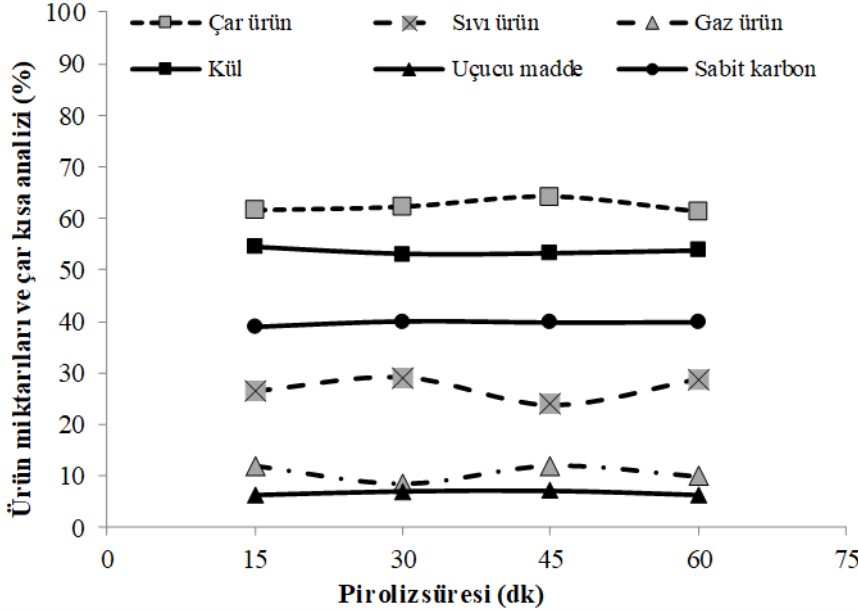 Çar ürün
Sıvı ürün
Gaz ürün
Kül
Uçucu madde
Sabit karbon
Ürün miktarıları ve çar kısa analizi (%)
100
90
80
70
60
50
40
30
20
10
0
0 15 30 45 60 75
Pirolizsüresi (dk)